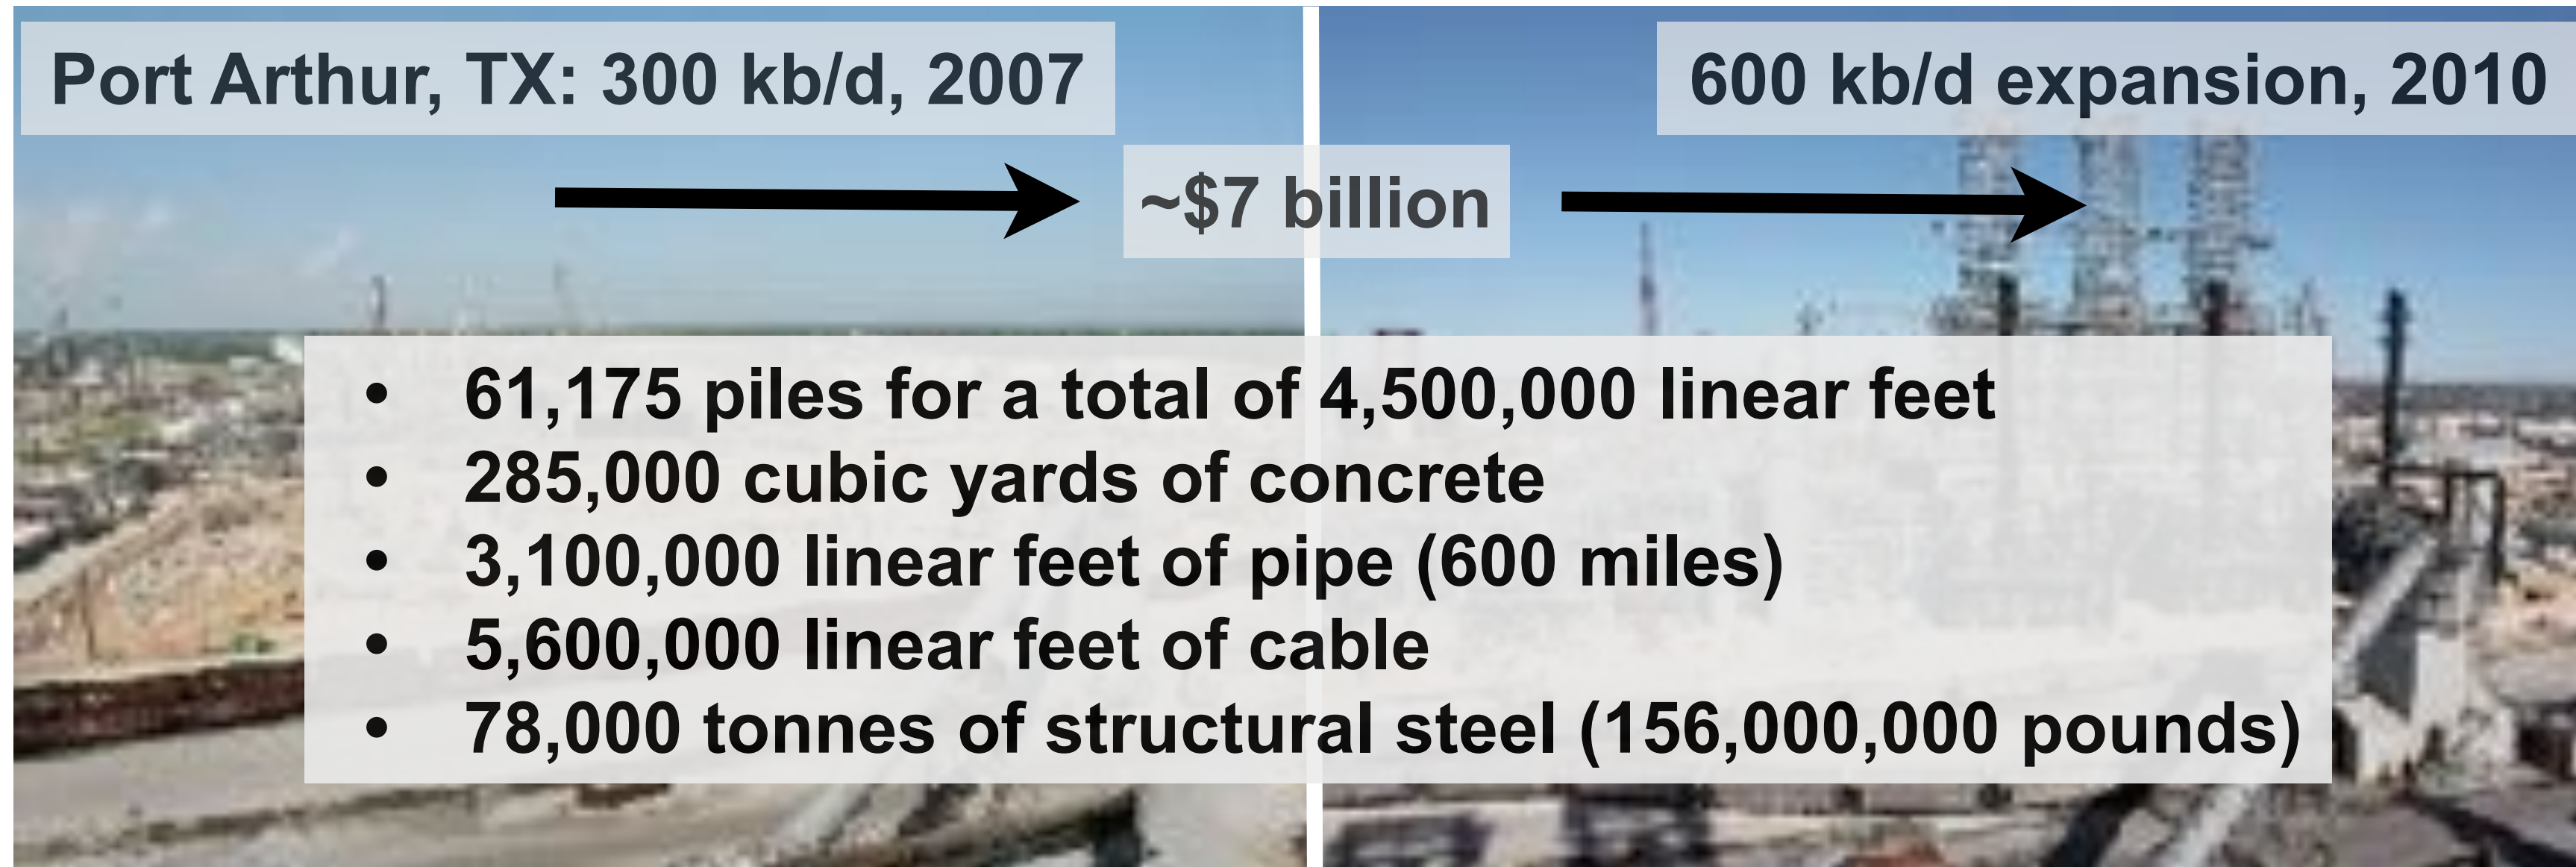 Port Arthur, TX: 300 kb/d, 2007
600 kb/d expansion, 2010
~$7 billion
• 61,175 piles for a total of 4,500,000 linear feet
• 285,000 cubic yards of concrete
• 3,100,000 linear feet of pipe (600 miles)
• 5,600,000 linear feet of cable
• 78,000 tonnes of structural steel (156,000,000 pounds)